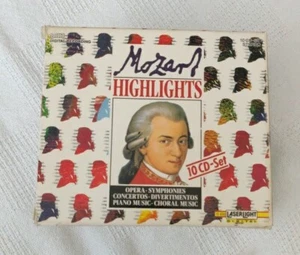 Mozart
HIGHLIGHTS
10 CD-Set
OPERA · SYMPHONIES
CONCERTOS · DIVERTIMENTOS
PIANO MUSIC · CHORAL MUSIC
LASERLIGHT